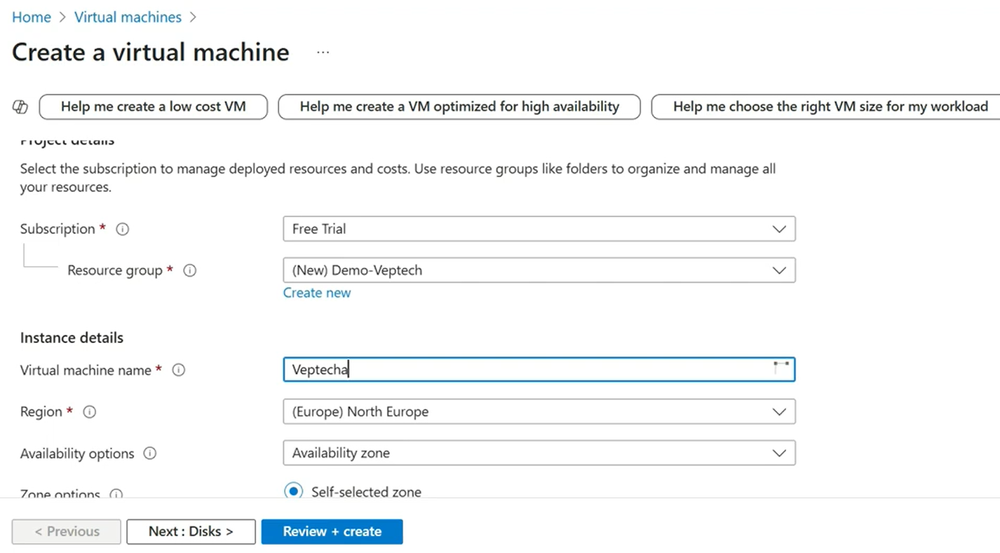 Home > Virtual machines >
Create a virtual machine ...
Help me create a low cost VM Help me create a VM optimized for high availability Help me choose the right VM size for my workload
Project details
Select the subscription to manage deployed resources and costs. Use resource groups like folders to organize and manage all
your resources.
Subscription * Free Trial
Resource group * (New) Demo-Veptech
Create new
Instance details
Virtual machine name * Veptecha
Region * (Europe) North Europe
Availability options Availability zone
Zone options Self-selected zone
< Previous Next : Disks > Review + create